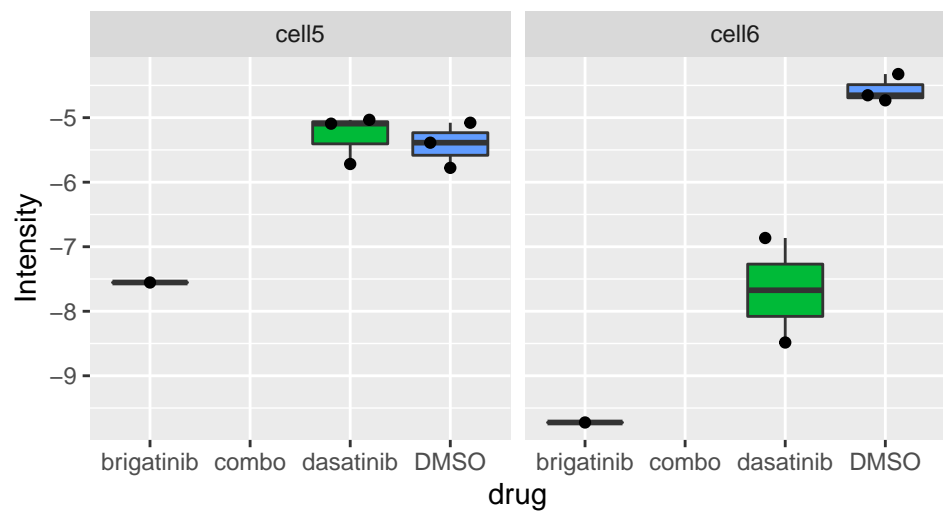 cell5 cell6
Intensity
−5
−6
−7
−8
−9
brigatinib combo dasatinib DMSO brigatinib combo dasatinib DMSO
drug